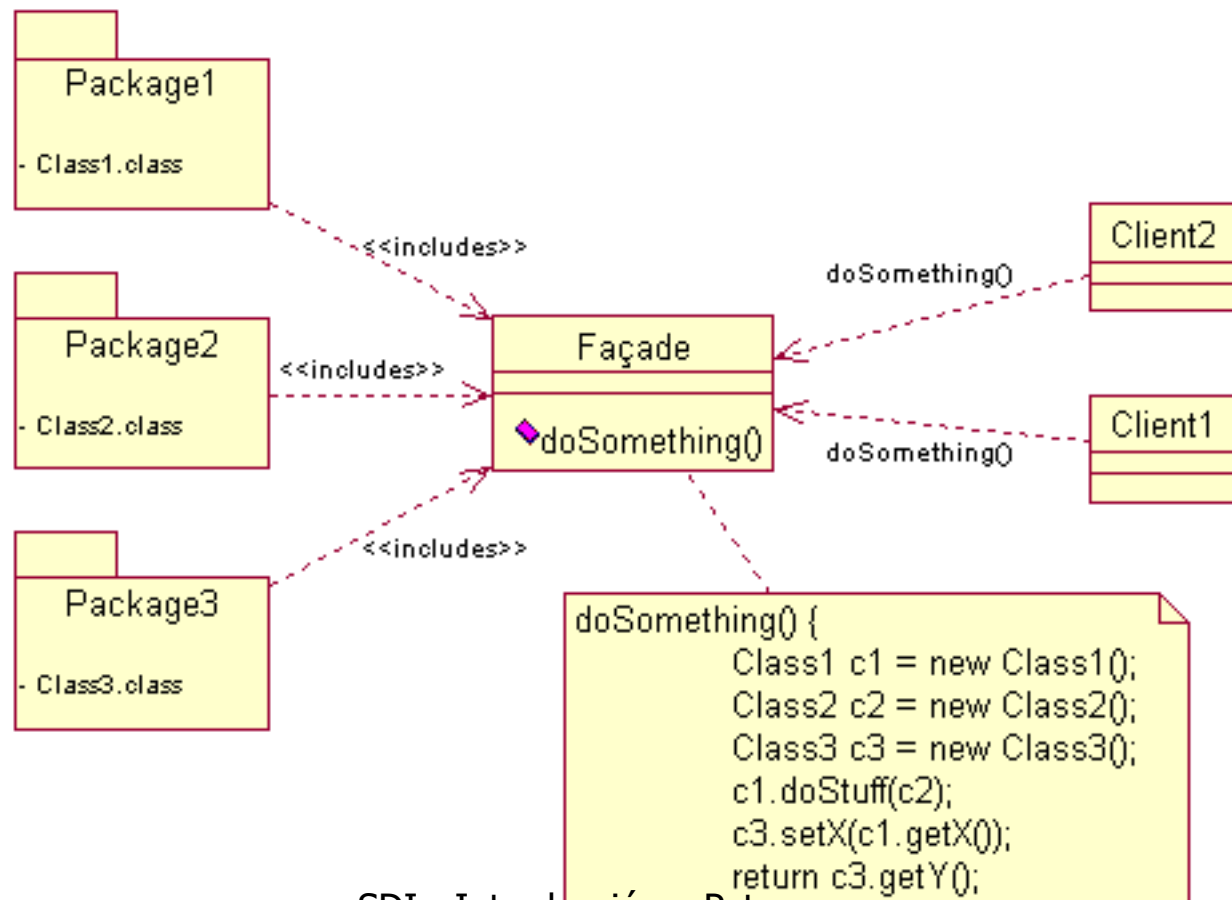 Package1
- Class1.class
<<includes>>
Package2
- Class2.class
<<includes>>
Package3
- Class3.class
<<includes>>
Façade
doSomething()
Client2
doSomething()
Client1
doSomething()
doSomething() {
Class1 c1 = new Class1();
Class2 c2 = new Class2();
Class3 c3 = new Class3();
c1.doStuff(c2);
c3.setX(c1.getX());
return c3.getY();